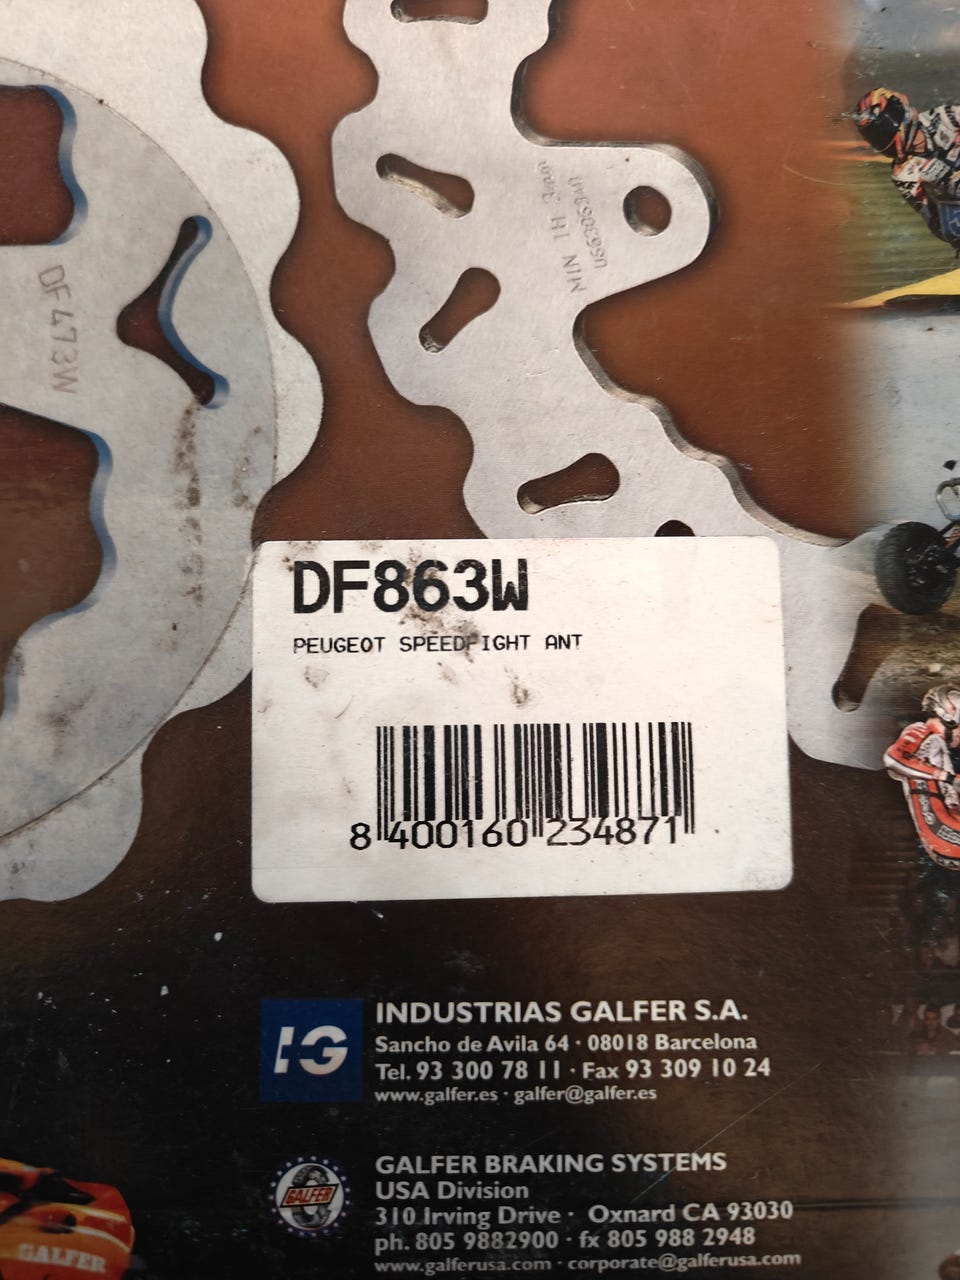 DF473W
MIN TH 3mm
DF863W
PEUGEOT SPEEDFIGHT ANT
8 400160 234871
INDUSTRIAS GALFER S.A.
Sancho de Avila 64 · 08018 Barcelona
Tel. 93 300 78 11 · Fax 93 309 10 24
www.galfer.es · galfer@galfer.es
G
GALFER BRAKING SYSTEMS
USA Division
310 Irving Drive · Oxnard CA 93030
ph. 805 9882900 · fx 805 988 2948
www.galferusa.com · corporate@galferusa.com
GALFER
GALFER